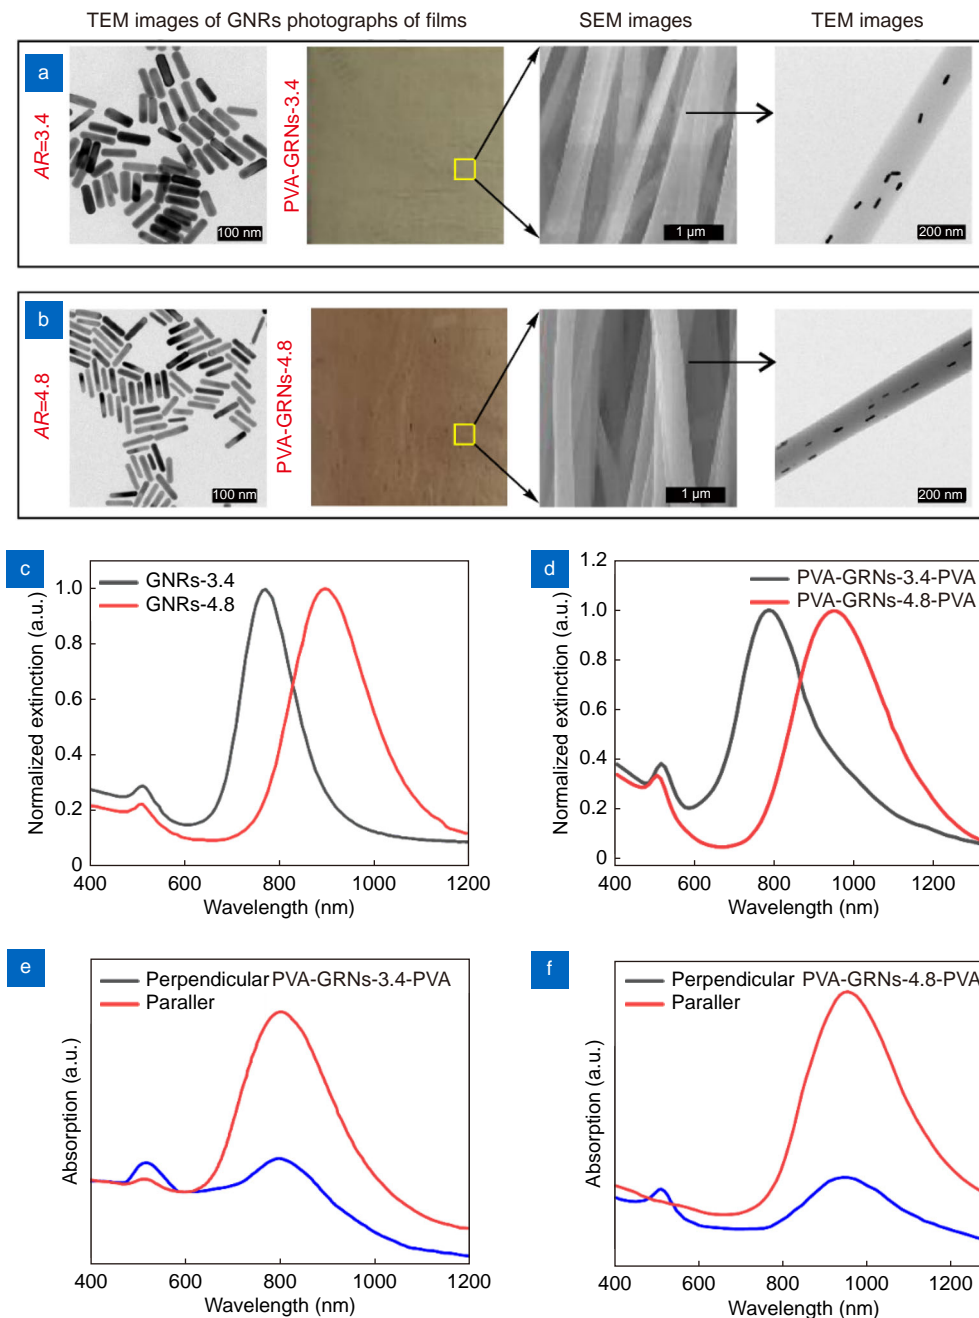 TEM images of GNRs photographs of films
SEM images
TEM images
a
AR=3.4
100 nm
PVA-GRNs-3.4
1 µm
200 nm
b
AR=4.8
100 nm
PVA-GRNs-4.8
1 µm
200 nm
c
GNRs-3.4
GNRs-4.8
Normalized extinction (a.u.)
1.0
0.8
0.6
0.4
0.2
0
400 600 800 1000 1200
Wavelength (nm)
d
PVA-GRNs-3.4-PVA
PVA-GRNs-4.8-PVA
Normalized extinction (a.u.)
1.2
1.0
0.8
0.6
0.4
0.2
0
400 600 800 1000 1200
Wavelength (nm)
e
Perpendicular PVA-GRNs-3.4-PVA
Paraller
Absorption (a.u.)
400 600 800 1000 1200
Wavelength (nm)
f
Perpendicular PVA-GRNs-4.8-PVA
Paraller
Absorption (a.u.)
400 600 800 1000 1200
Wavelength (nm)